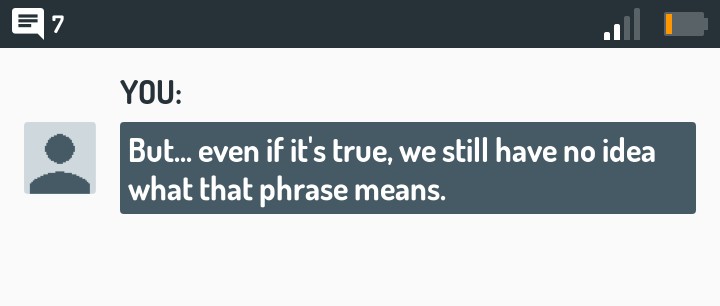 7
YOU:
But... even if it's true, we still have no idea
what that phrase means.